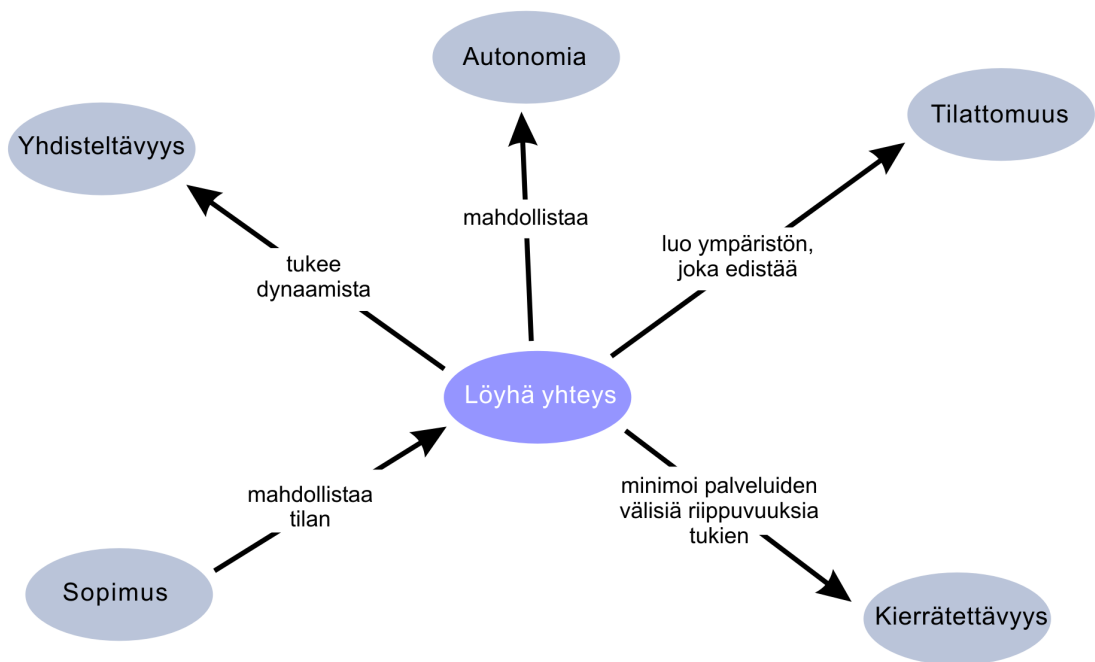 Autonomia
Tilattomuus
Yhdisteltävyys
mahdollistaa
luo ympäristön,
joka edistää
tukee
dynaamista
Löyhä yhteys
mahdollistaa
tilan
minimoi palveluiden
välisiä riippuvuuksia
tukien
Sopimus
Kierrätettävyys